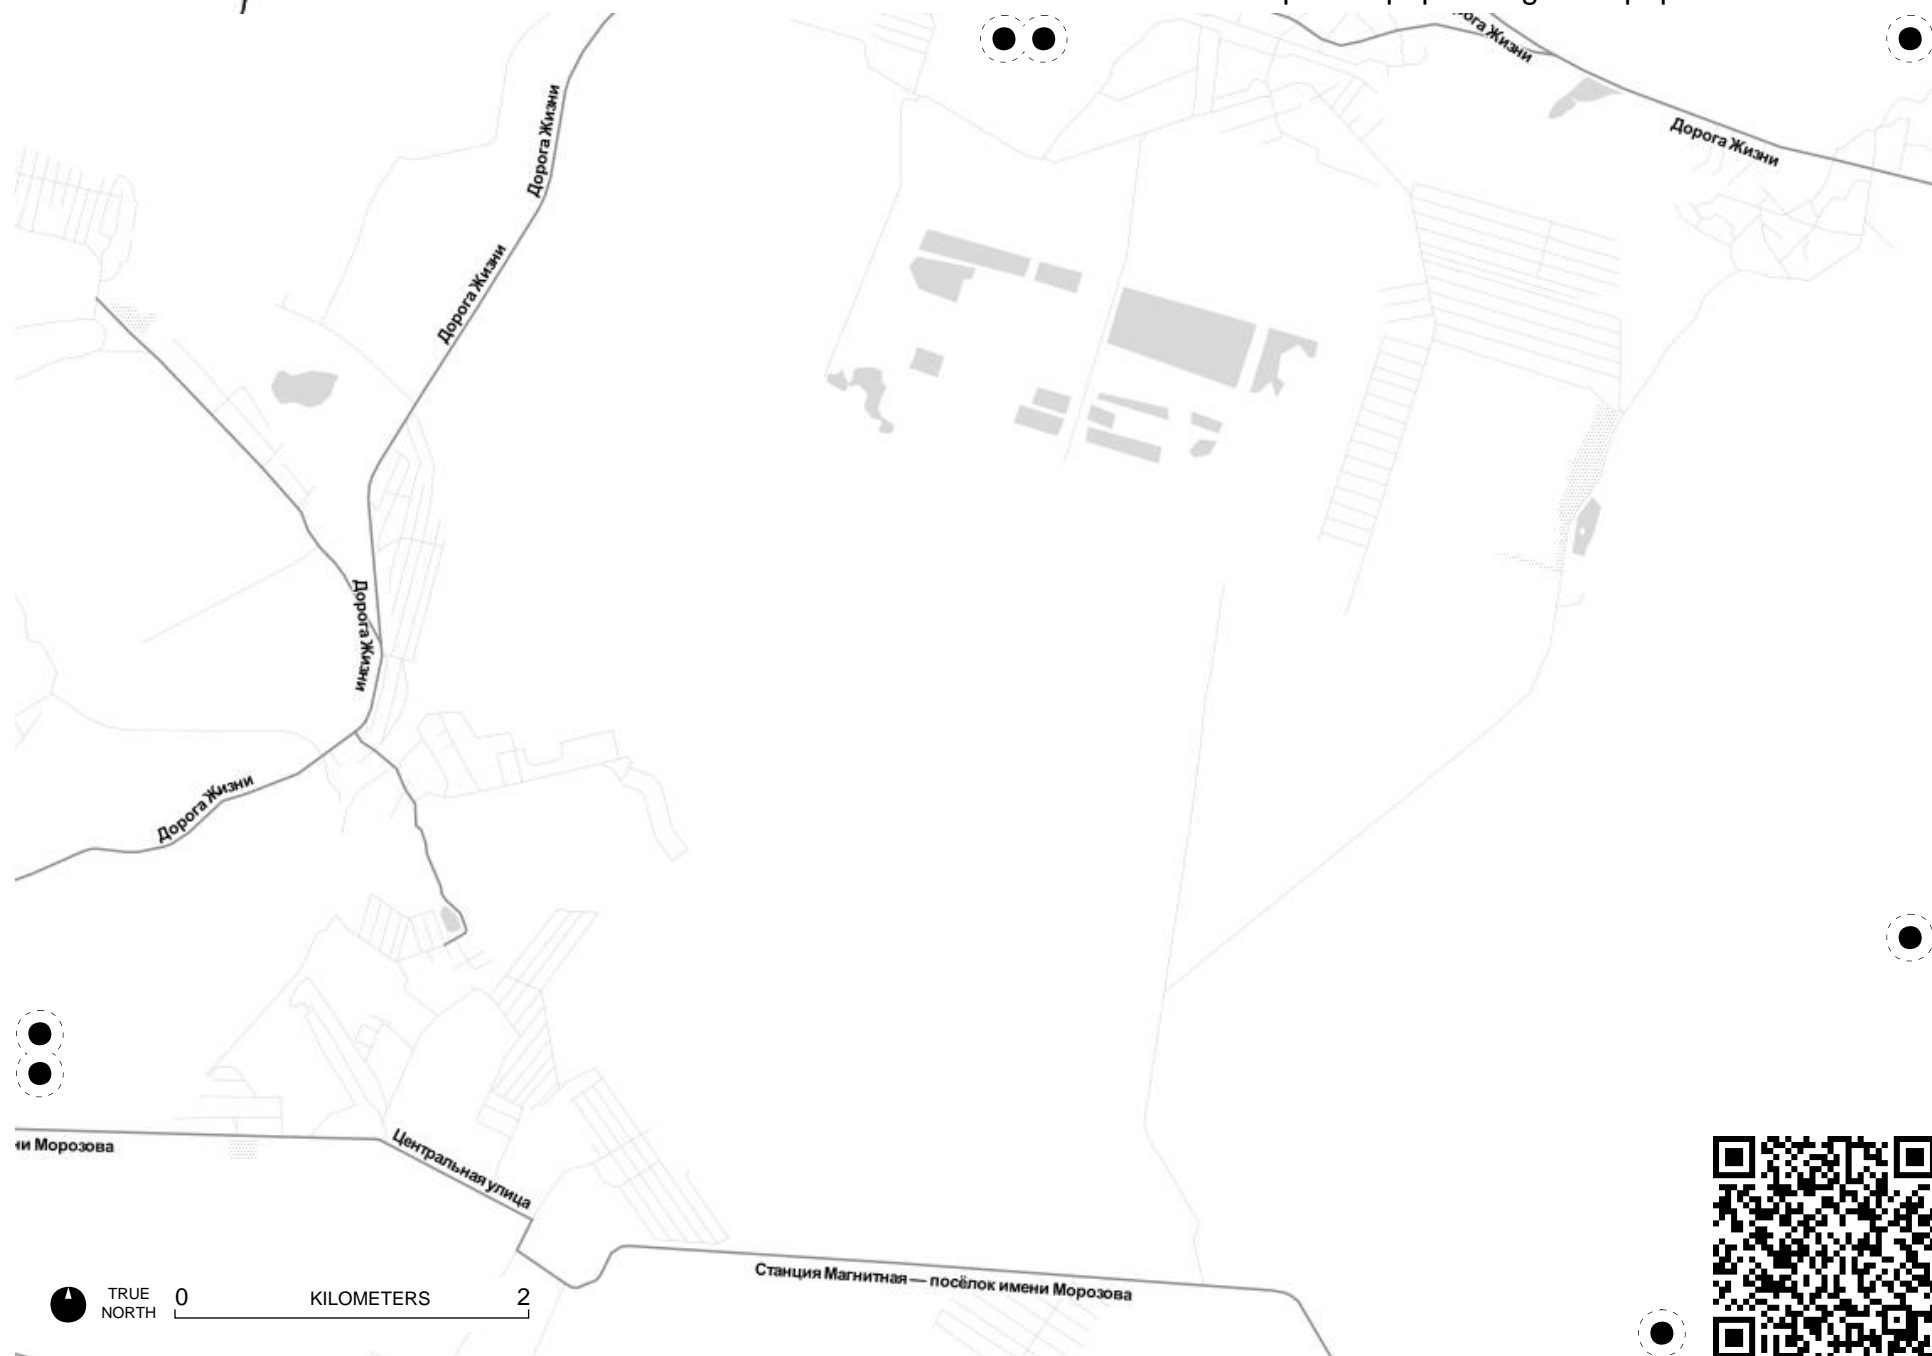 Дорога Жизни
Дорога Жизни
Дорога Жизни
Дорога Жизни
Дорога Жизни
Дорога Жизни
ни Морозова
Центральная улица
Станция Магнитная — посёлок имени Морозова
TRUE NORTH
0 KILOMETERS 2